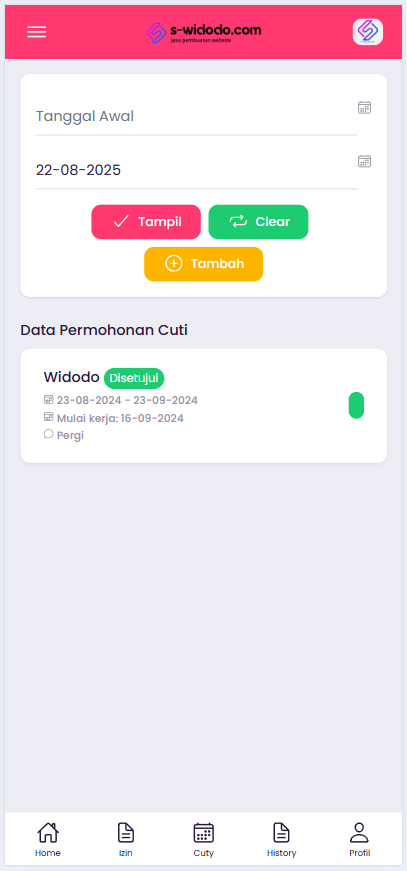 s-widodo.com
jasa pembuatan website
Tanggal Awal
22-08-2025
Tampil
Clear
Tambah
Data Permohonan Cuti
Widodo Disetujui
23-08-2024 - 23-09-2024
Mulai kerja: 16-09-2024
Pergi
Home Izin Cuty History Profil